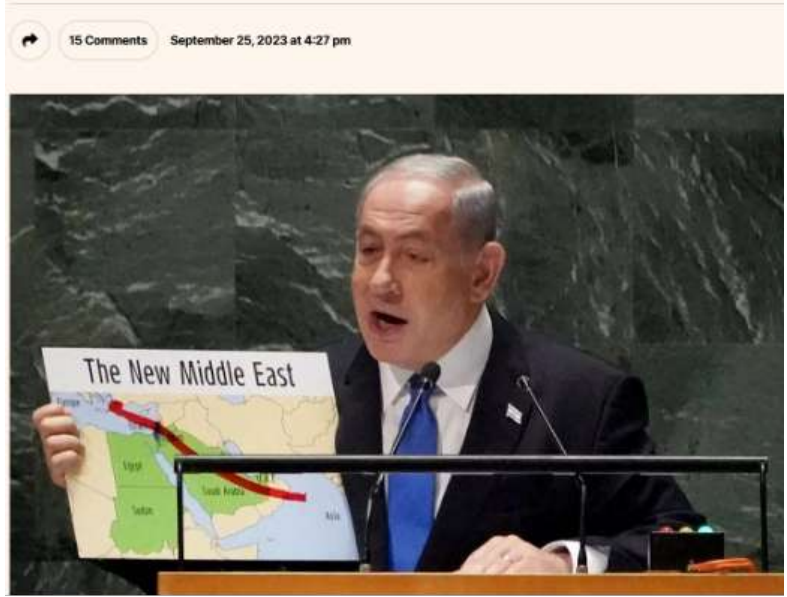 15 Comments September 25, 2023 at 4:27 pm
The New Middle East
Europe
Egypt
Saudi Arabia
Sudan
Asia